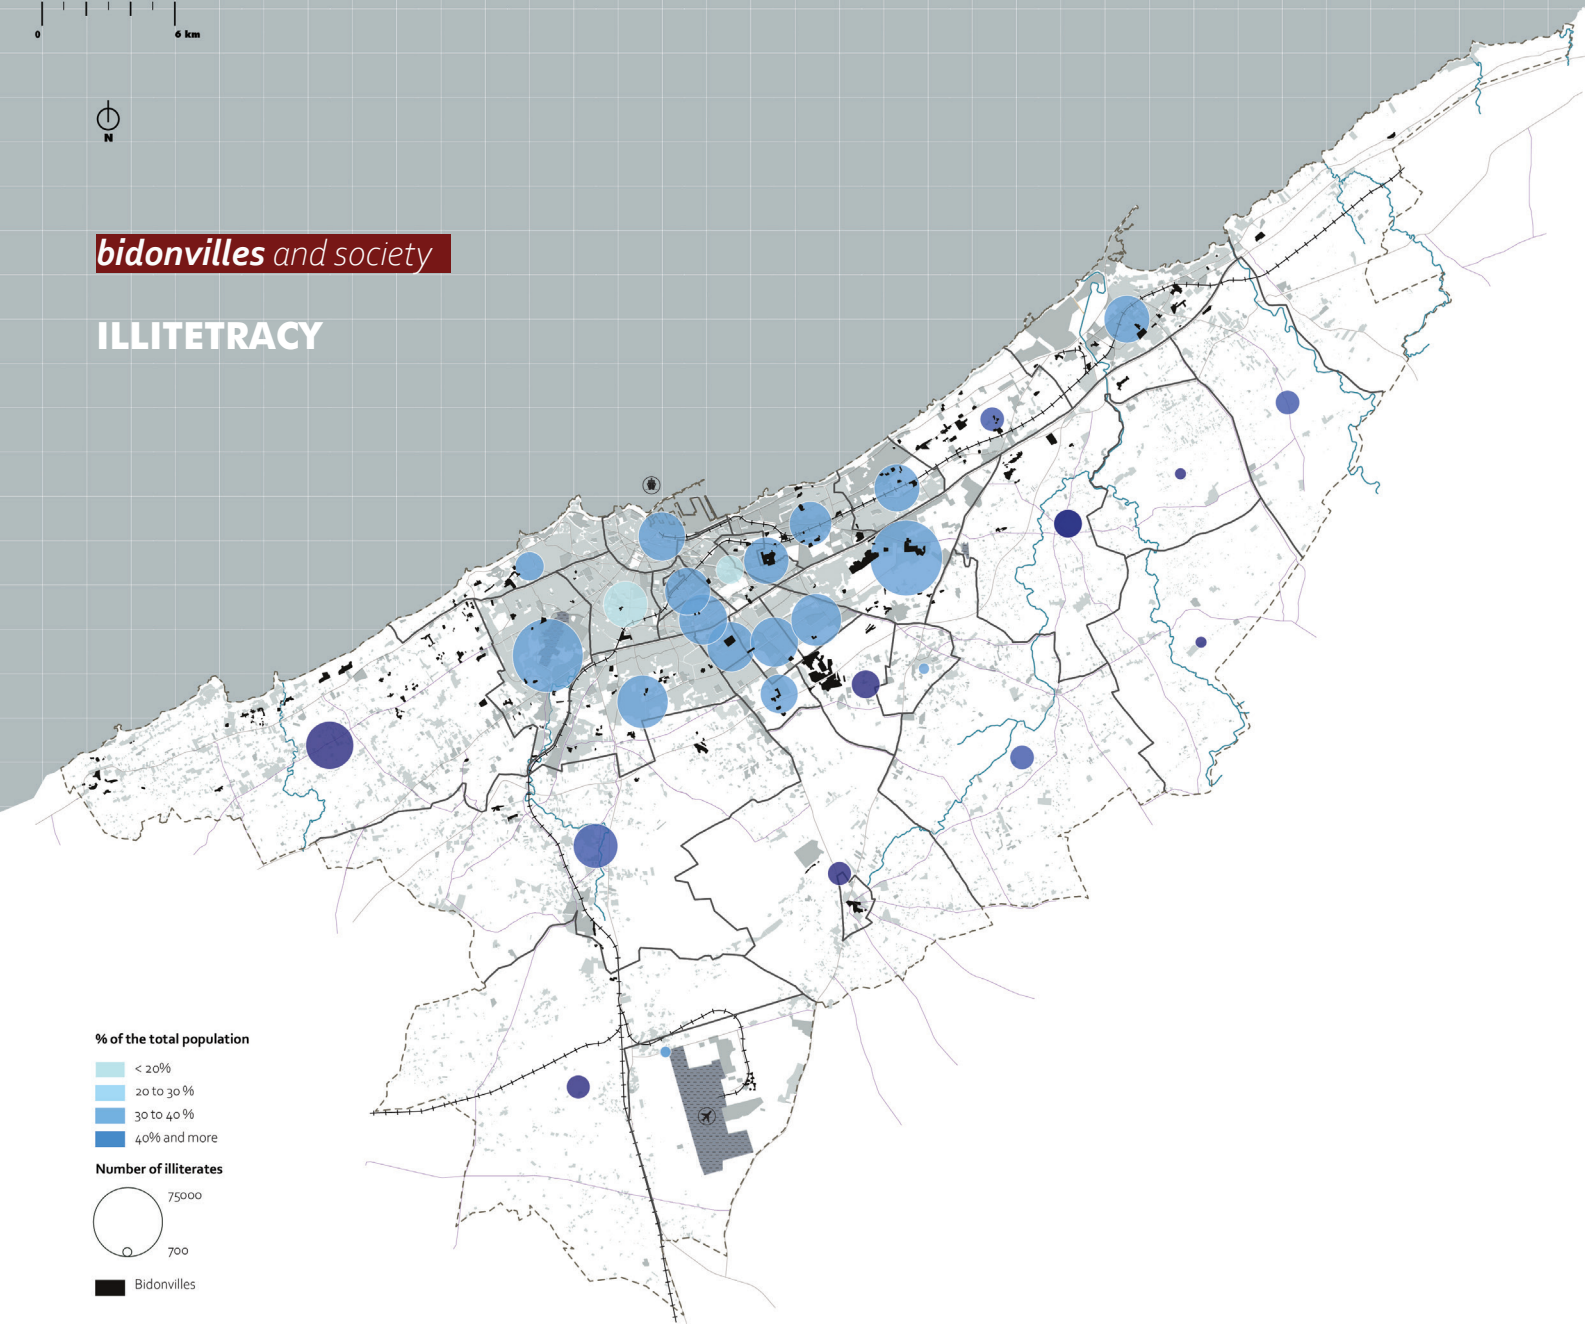 0 6 km
N
bidonvilles and society
ILLITETRACY
% of the total population
< 20%
20 to 30 %
30 to 40 %
40% and more
Number of illiterates
75000
700
Bidonvilles